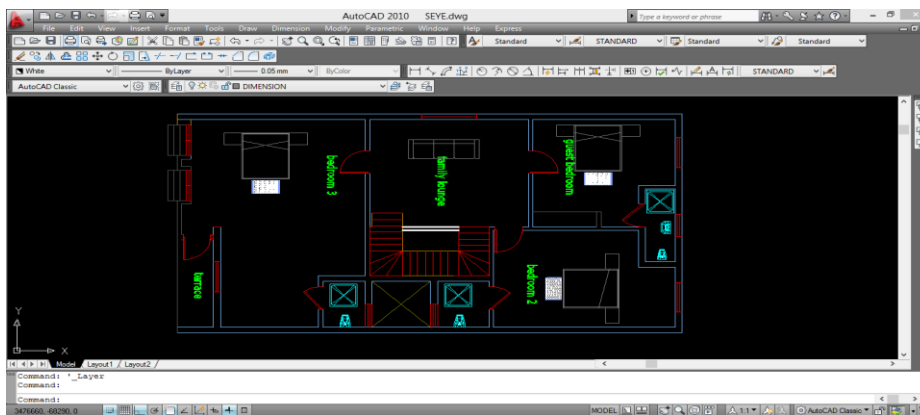 AutoCAD 2010 SEYE.dwg
Type a keyword or phrase
File Edit View Insert Format Tools Draw Dimension Modify Parametric Window Help Express
Standard STANDARD Standard Standard
White ByLayer 0.05 mm ByColor STANDARD
AutoCAD Classic DIMENSION
bedroom 3
family lounge
guest bedroom
terrace
bedroom 2
Y
X
Model Layout1 Layout2
Command: '_Layer
Command:
Command:
3476660, -68290, 0 MODEL 1:1 AutoCAD Classic